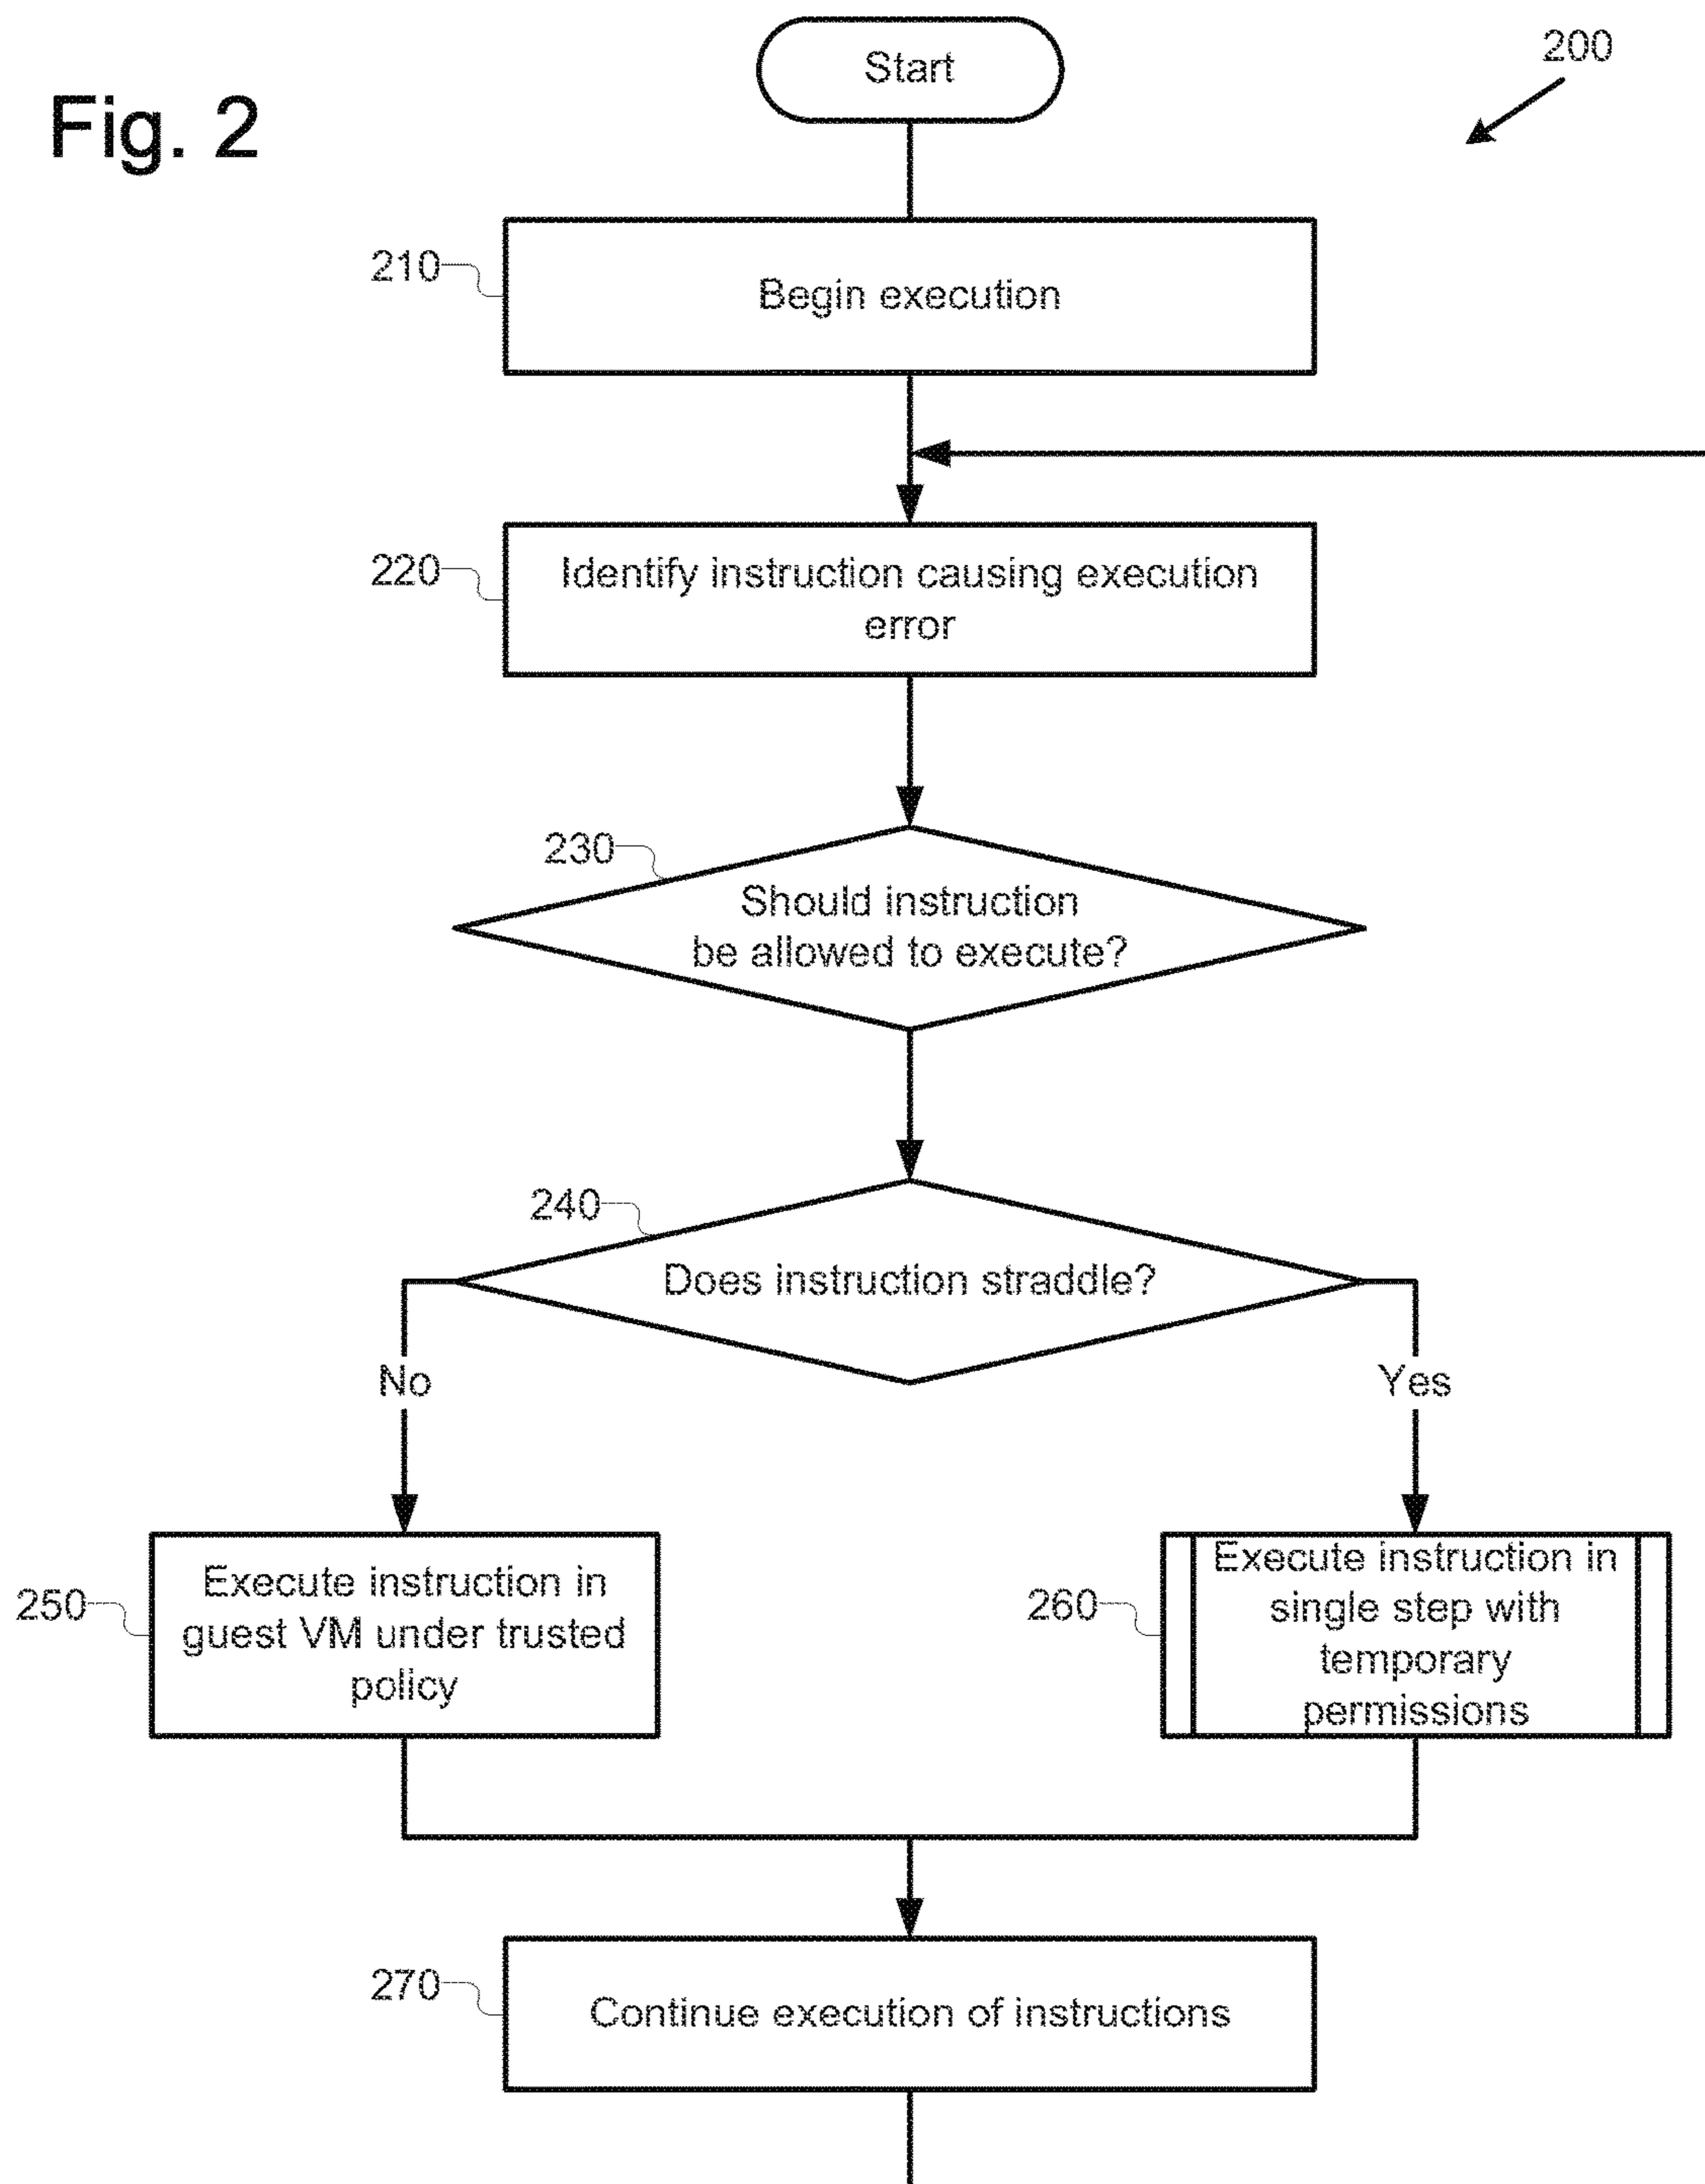 Fig. 2
Start
200
210
Begin execution
220
Identify instruction causing execution
error
230
Should instruction
be allowed to execute?
240
Does instruction straddle?
No
Yes
250
Execute instruction in
guest VM under trusted
policy
260
Execute instruction in
single step with
temporary
permissions
270
Continue execution of instructions